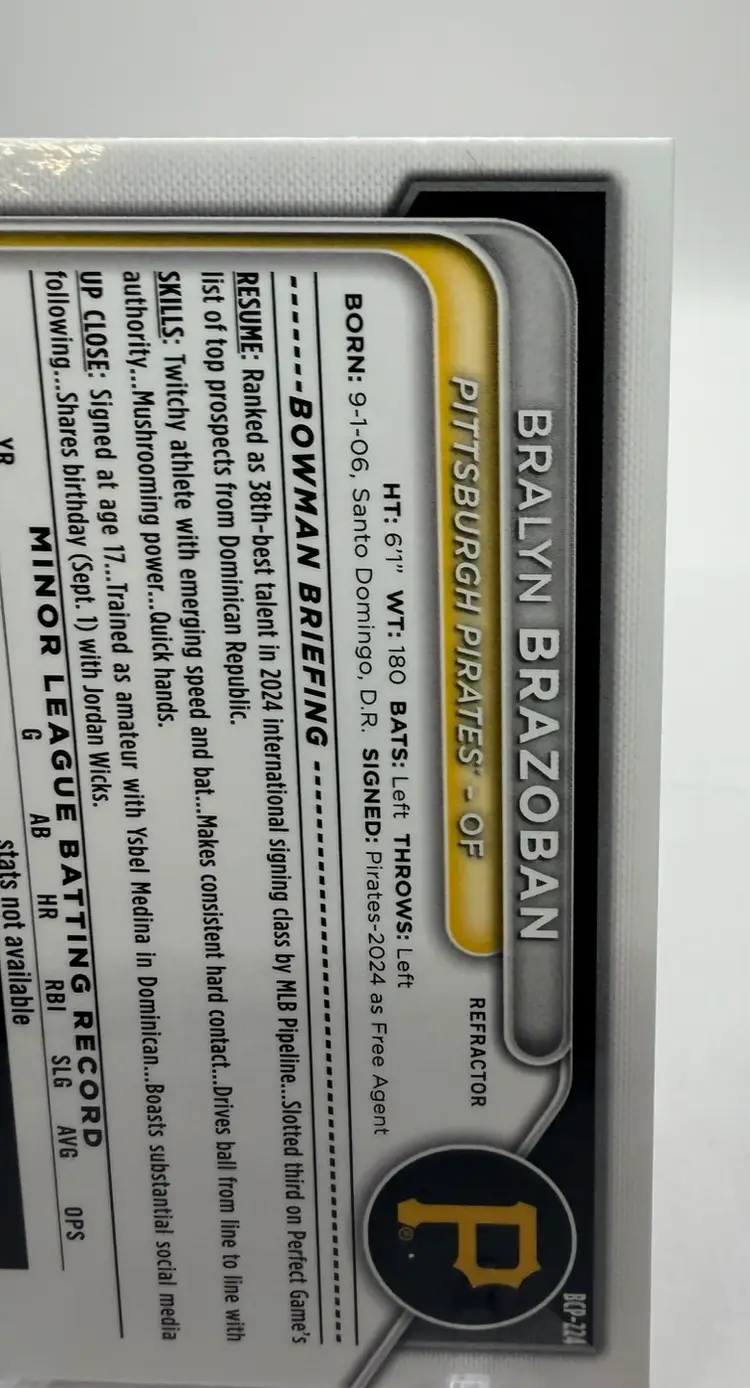 BCP-224
BRALYN BRAZOBAN
PITTSBURGH PIRATES® - OF
REFRACTOR
P
HT: 6'1" WT: 180 BATS: Left THROWS: Left
BORN: 9-1-06, Santo Domingo, D.R. SIGNED: Pirates-2024 as Free Agent
BOWMAN BRIEFING
RESUME: Ranked as 38th-best talent in 2024 international signing class by MLB Pipeline...Slotted third on Perfect Game's
list of top prospects from Dominican Republic.
SKILLS: Twitchy athlete with emerging speed and bat...Makes consistent hard contact...Drives ball from line to line with
authority...Mushrooming power...Quick hands.
UP CLOSE: Signed at age 17...Trained as amateur with Ysbel Medina in Dominican...Boasts substantial social media
following...Shares birthday (Sept. 1) with Jordan Wicks.
MINOR LEAGUE BATTING RECORD
YR G AB HR RBI SLG AVG OPS
stats not available